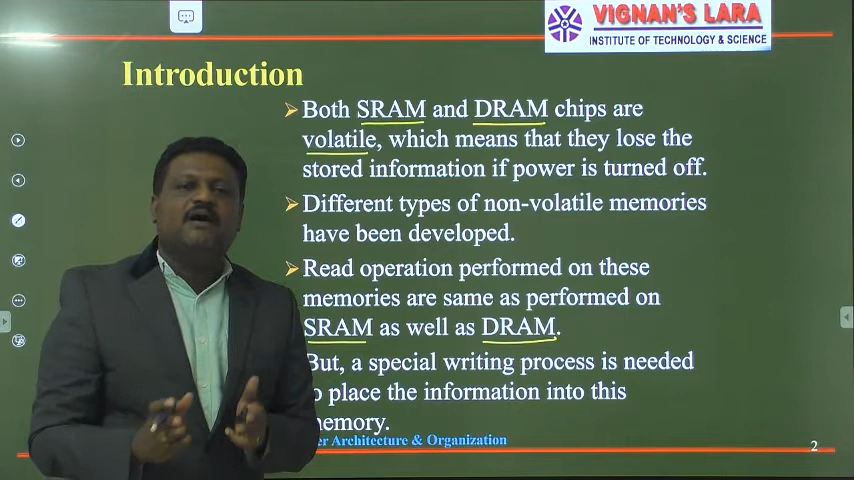 VIGNAN'S LARA
INSTITUTE OF TECHNOLOGY & SCIENCE
Introduction
➢ Both SRAM and DRAM chips are
volatile, which means that they lose the
stored information if power is turned off.
➢ Different types of non-volatile memories
have been developed.
➢ Read operation performed on these
memories are same as performed on
SRAM as well as DRAM.
But, a special writing process is needed
to place the information into this
memory.
er Architecture & Organization
2